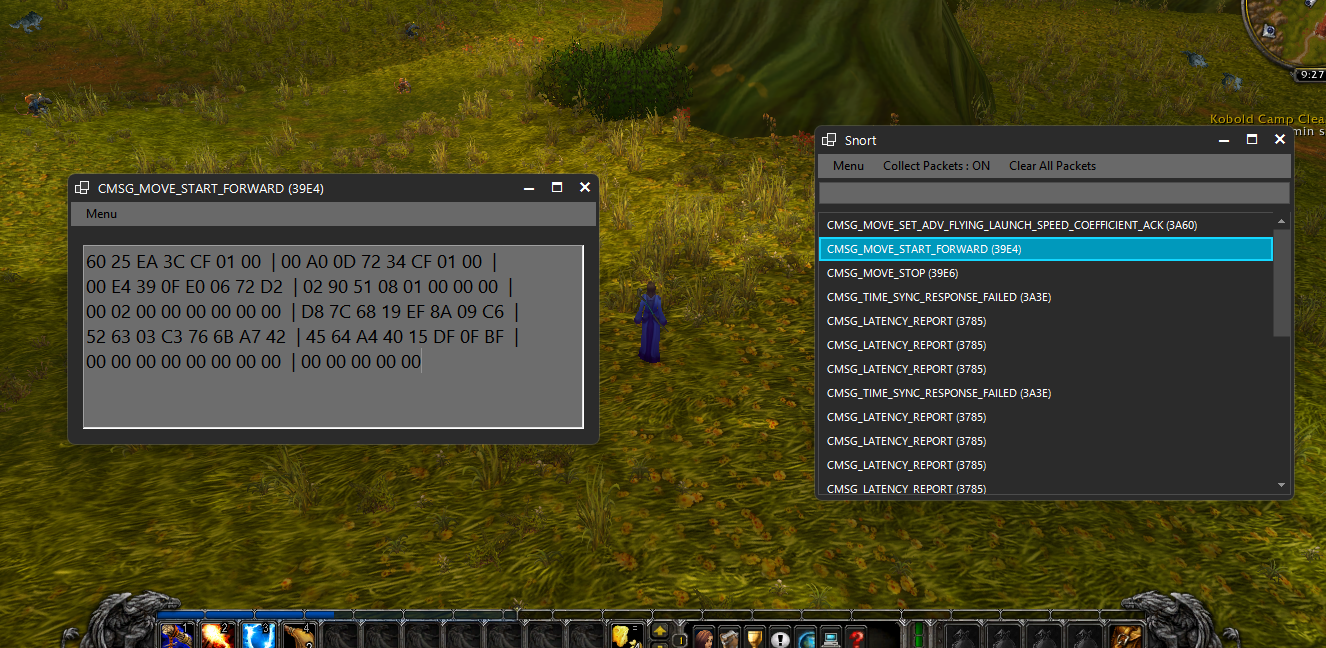 9:27
Kobold Camp Clea
min s
Snort
Menu Collect Packets : ON Clear All Packets
CMSG_MOVE_SET_ADV_FLYING_LAUNCH_SPEED_COEFFICIENT_ACK (3A60)
CMSG_MOVE_START_FORWARD (39E4)
CMSG_MOVE_STOP (39E6)
CMSG_TIME_SYNC_RESPONSE_FAILED (3A3E)
CMSG_LATENCY_REPORT (3785)
CMSG_LATENCY_REPORT (3785)
CMSG_LATENCY_REPORT (3785)
CMSG_TIME_SYNC_RESPONSE_FAILED (3A3E)
CMSG_LATENCY_REPORT (3785)
CMSG_LATENCY_REPORT (3785)
CMSG_LATENCY_REPORT (3785)
CMSG_LATENCY_REPORT (3785)
CMSG_MOVE_START_FORWARD (39E4)
Menu
60 25 EA 3C CF 01 00 | 00 A0 0D 72 34 CF 01 00 |
00 E4 39 0F E0 06 72 D2 | 02 90 51 08 01 00 00 00 |
00 02 00 00 00 00 00 00 | D8 7C 68 19 EF 8A 09 C6 |
52 63 03 C3 76 6B A7 42 | 45 64 A4 40 15 DF 0F BF |
00 00 00 00 00 00 00 00 | 00 00 00 00 00
1 2 3 4 2 = 1